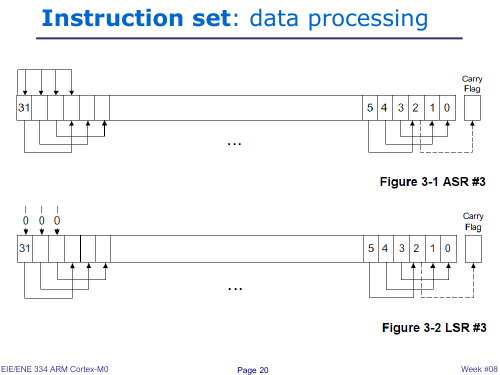 Instruction set: data processing
Carry
Flag
31 5 4 3 2 1 0
...
Figure 3-1 ASR #3
0 0 0
Carry
Flag
31 5 4 3 2 1 0
...
Figure 3-2 LSR #3
EIE/ENE 334 ARM Cortex-M0 Page 20 Week #08